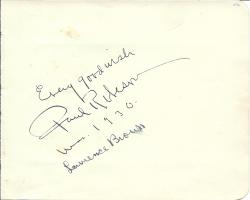 Every good wish
Paul Robeson
1930.
Lawrence Brown